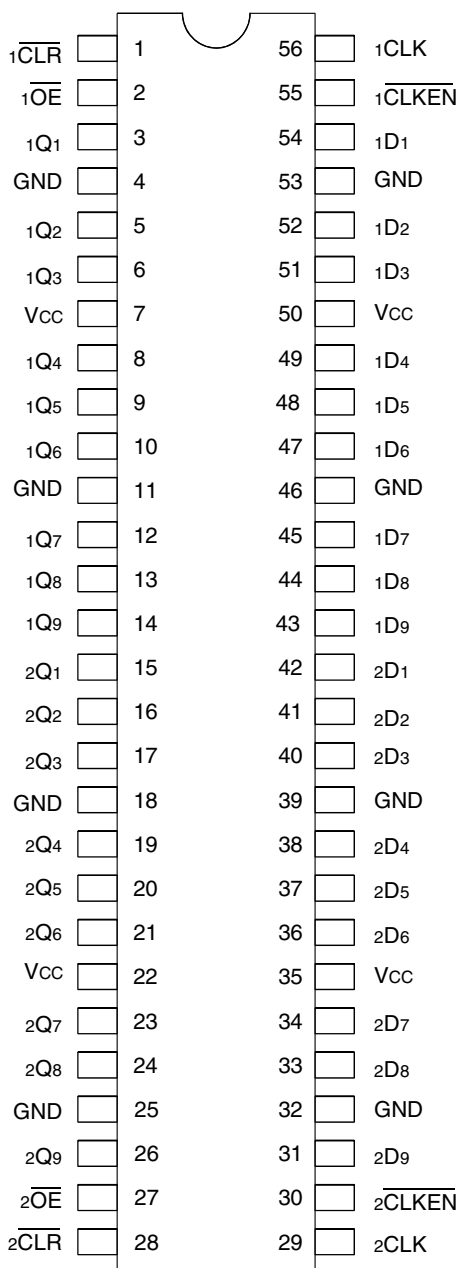 1CLR 1 56 1CLK
1OE 2 55 1CLKEN
1Q1 3 54 1D1
GND 4 53 GND
1Q2 5 52 1D2
1Q3 6 51 1D3
VCC 7 50 VCC
1Q4 8 49 1D4
1Q5 9 48 1D5
1Q6 10 47 1D6
GND 11 46 GND
1Q7 12 45 1D7
1Q8 13 44 1D8
1Q9 14 43 1D9
2Q1 15 42 2D1
2Q2 16 41 2D2
2Q3 17 40 2D3
GND 18 39 GND
2Q4 19 38 2D4
2Q5 20 37 2D5
2Q6 21 36 2D6
VCC 22 35 VCC
2Q7 23 34 2D7
2Q8 24 33 2D8
GND 25 32 GND
2Q9 26 31 2D9
2OE 27 30 2CLKEN
2CLR 28 29 2CLK